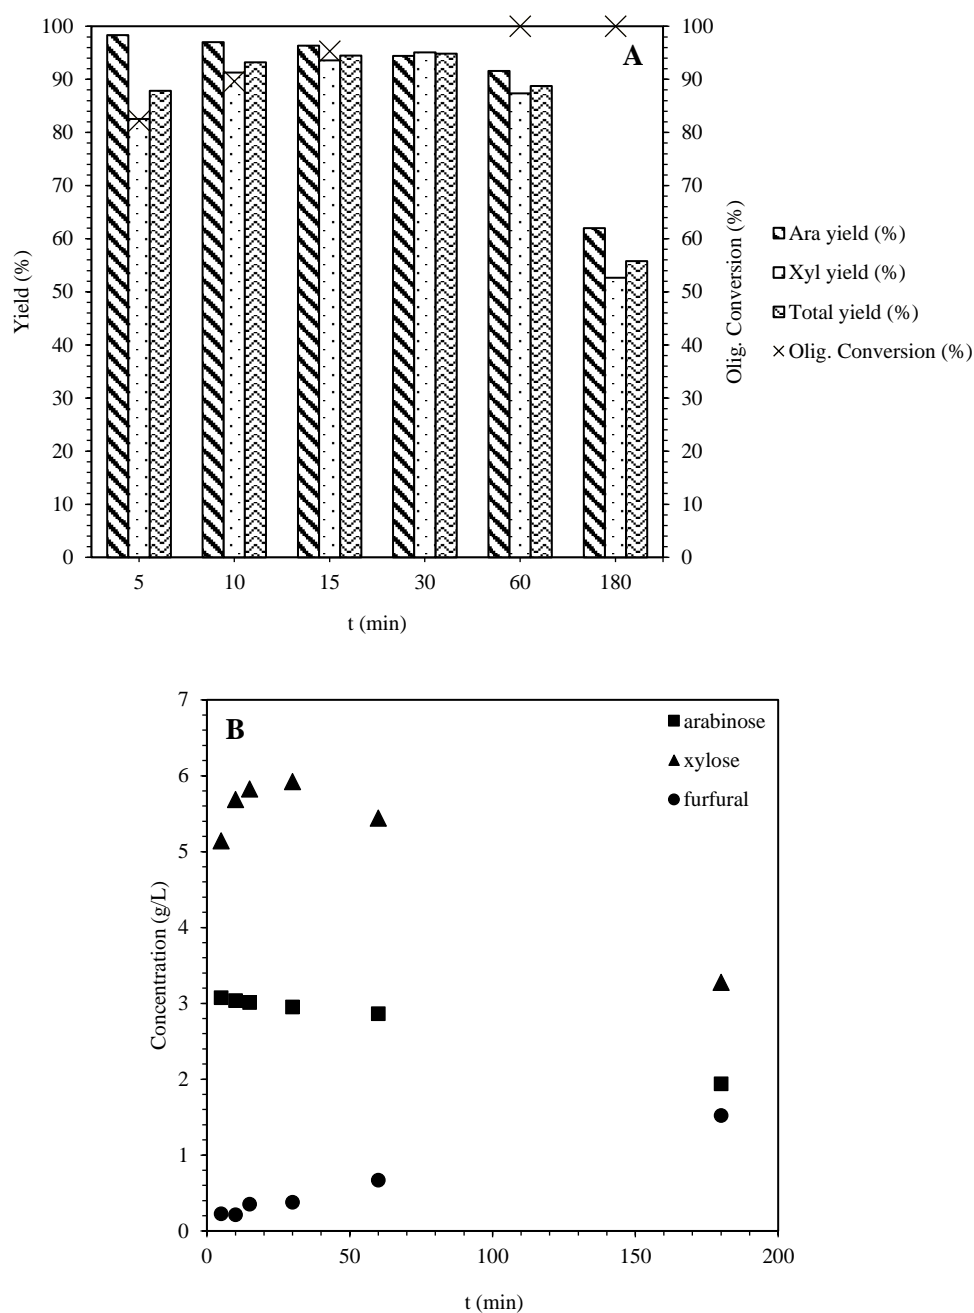 A
100
90
80
70
60
50
40
30
20
10
0
Yield (%)
100
90
80
70
60
50
40
30
20
10
0
Olig. Conversion (%)
5 10 15 30 60 180
t (min)
Ara yield (%)
Xyl yield (%)
Total yield (%)
Olig. Conversion (%)
B
7
6
5
4
3
2
1
0
Concentration (g/L)
0 50 100 150 200
t (min)
arabinose
xylose
furfural